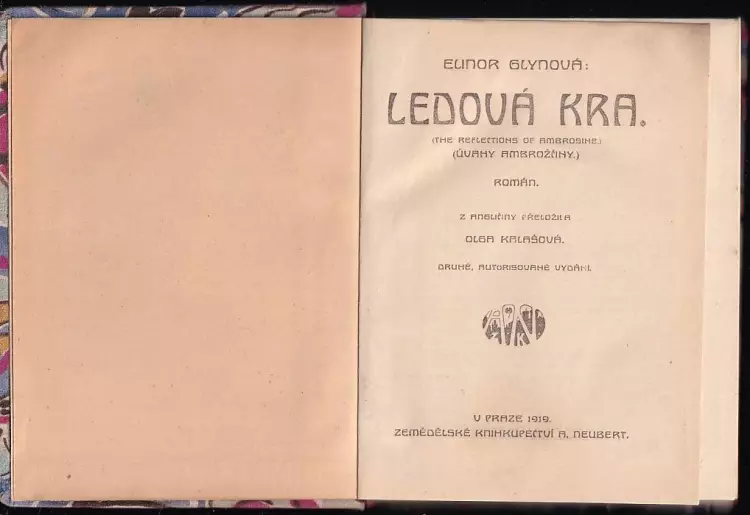 ELINOR GLYNOVÁ:
LEDOVÁ KRA.
(THE REFLECTIONS OF AMBROSINE.)
(ÚVAHY AMBROŽČINY.)
ROMÁN.
Z ANGLIČINY PŘELOŽILA
OLGA KALAŠOVÁ.
DRUHÉ, AUTORISOVANÉ VYDÁNÍ.
V PRAZE 1919.
ZEMĚDĚLSKÉ KNIHKUPECTVÍ A. NEUBERT.